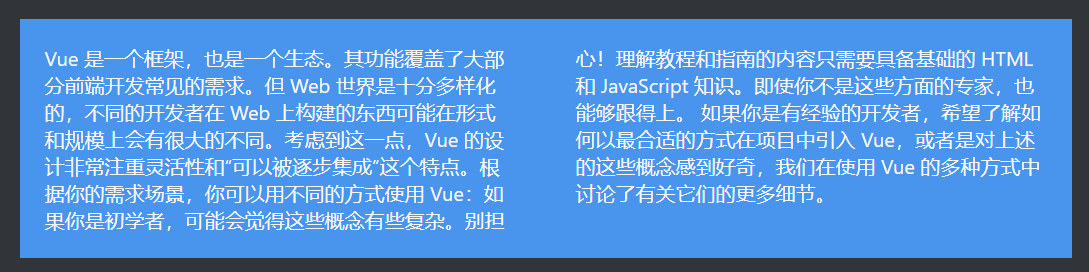 Vue 是一个框架，也是一个生态。其功能覆盖了大部
分前端开发常见的需求。但 Web 世界是十分多样化
的，不同的开发者在 Web 上构建的东西可能在形式
和规模上会有很大的不同。考虑到这一点，Vue 的设
计非常注重灵活性和“可以被逐步集成”这个特点。根
据你的需求场景，你可以用不同的方式使用 Vue：如
果你是初学者，可能会觉得这些概念有些复杂。别担
心！理解教程和指南的内容只需要具备基础的 HTML
和 JavaScript 知识。即使你不是这些方面的专家，也
能够跟得上。 如果你是有经验的开发者，希望了解如
何以最合适的方式在项目中引入 Vue，或者是对上述
的这些概念感到好奇，我们在使用 Vue 的多种方式中
讨论了有关它们的更多细节。